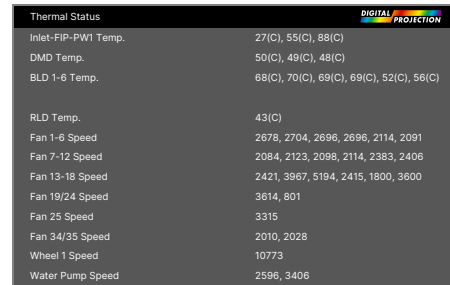 Thermal Status DIGITAL PROJECTION
Inlet-FIP-PW1 Temp. 27(C), 55(C), 88(C)
DMD Temp. 50(C), 49(C), 48(C)
BLD 1-6 Temp. 68(C), 70(C), 69(C), 69(C), 52(C), 56(C)
RLD Temp. 43(C)
Fan 1-6 Speed 2678, 2704, 2696, 2696, 2114, 2091
Fan 7-12 Speed 2084, 2123, 2098, 2114, 2383, 2406
Fan 13-18 Speed 2421, 3967, 5194, 2415, 1800, 3600
Fan 19/24 Speed 3614, 801
Fan 25 Speed 3315
Fan 34/35 Speed 2010, 2028
Wheel 1 Speed 10773
Water Pump Speed 2596, 3406